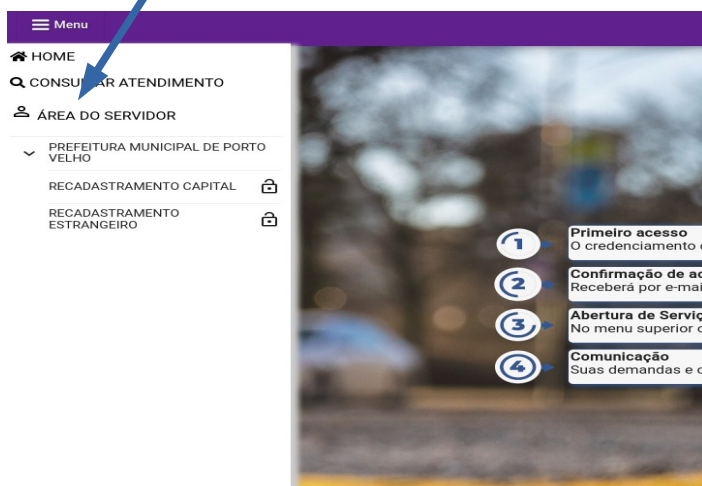 Menu
HOME
CONSULTAR ATENDIMENTO
ÁREA DO SERVIDOR
PREFEITURA MUNICIPAL DE PORTO
VELHO
RECADASTRAMENTO CAPITAL
RECADASTRAMENTO
ESTRANGEIRO
1
Primeiro acesso
O credenciamento
2
Confirmação de
Receberá por
3
Abertura de
No menu superior
4
Comunicação
Suas demandas e